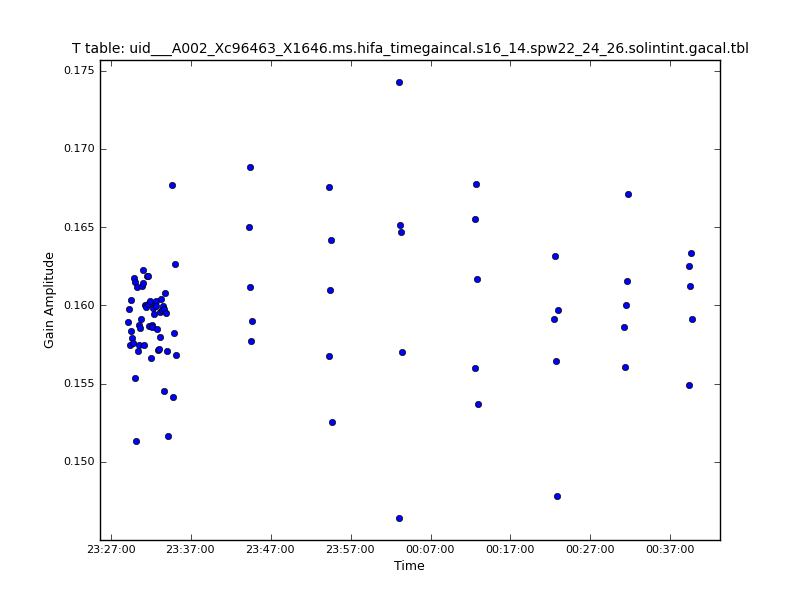 T table: uid___A002_Xc96463_X1646.ms.hifa_timegaincal.s16_14.spw22_24_26.solintint.gacal.tbl
0.175
0.170
0.165
0.160
0.155
0.150
Gain Amplitude
23:27:00 23:37:00 23:47:00 23:57:00 00:07:00 00:17:00 00:27:00 00:37:00
Time